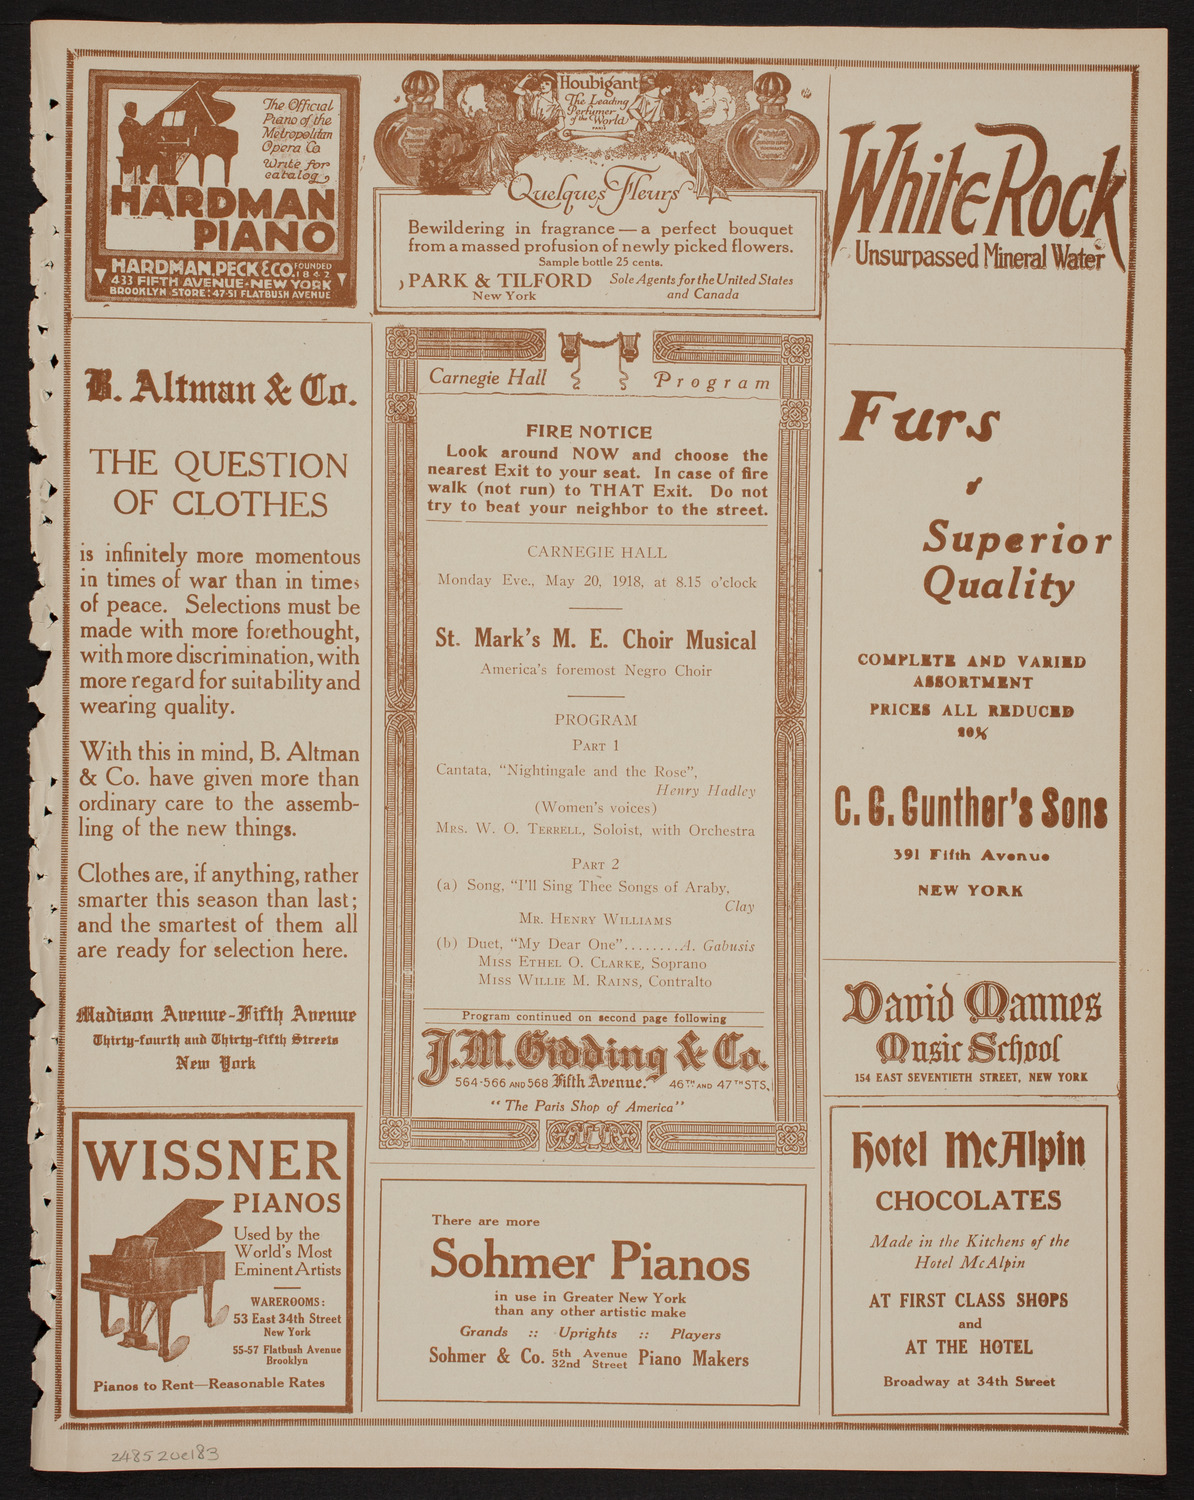 The Official
Piano of the
Metropolitan
Opera Co
Write for
catalog
HARDMAN
PIANO
HARDMAN, PECK & CO. FOUNDED 1842
433 FIFTH AVENUE - NEW YORK
BROOKLYN STORE: 47-51 FLATBUSH AVENUE
Houbigant
The Leading
Perfumer
of the World
PARIS
Quelques Fleurs
Bewildering in fragrance — a perfect bouquet
from a massed profusion of newly picked flowers.
Sample bottle 25 cents.
PARK & TILFORD
New York
Sole Agents for the United States
and Canada
White Rock
Unsurpassed Mineral Water
B. Altman & Co.
THE QUESTION
OF CLOTHES
is infinitely more momentous
in times of war than in times
of peace. Selections must be
made with more forethought,
with more discrimination, with
more regard for suitability and
wearing quality.
With this in mind, B. Altman
& Co. have given more than
ordinary care to the assemb-
ling of the new things.
Clothes are, if anything, rather
smarter this season than last;
and the smartest of them all
are ready for selection here.
Madison Avenue-Fifth Avenue
Thirty-fourth and Thirty-fifth Streets
New York
WISSNER
PIANOS
Used by the
World's Most
Eminent Artists
WAREROOMS:
53 East 34th Street
New York
55-57 Flatbush Avenue
Brooklyn
Pianos to Rent—Reasonable Rates
Carnegie Hall Program
FIRE NOTICE
Look around NOW and choose the
nearest Exit to your seat. In case of fire
walk (not run) to THAT Exit. Do not
try to beat your neighbor to the street.
CARNEGIE HALL
Monday Eve., May 20, 1918, at 8.15 o'clock
St. Mark's M. E. Choir Musical
America's foremost Negro Choir
PROGRAM
PART 1
Cantata, "Nightingale and the Rose",
Henry Hadley
(Women's voices)
MRS. W. O. TERRELL, Soloist, with Orchestra
PART 2
(a) Song, "I'll Sing Thee Songs of Araby,
Clay
MR. HENRY WILLIAMS
(b) Duet, "My Dear One"........A. Gabusis
MISS ETHEL O. CLARKE, Soprano
MISS WILLIE M. RAINS, Contralto
Program continued on second page following
J. M. Gidding & Co.
564-566 AND 568 Fifth Avenue. 46TH AND 47TH STS.
"The Paris Shop of America"
There are more
Sohmer Pianos
in use in Greater New York
than any other artistic make
Grands :: Uprights :: Players
Sohmer & Co. 5th Avenue 32nd Street Piano Makers
Furs
of
Superior
Quality
COMPLETE AND VARIED
ASSORTMENT
PRICES ALL REDUCED
20%
C. G. Gunther's Sons
391 Fifth Avenue
NEW YORK
David Mannes
Music School
154 EAST SEVENTIETH STREET, NEW YORK
Hotel McAlpin
CHOCOLATES
Made in the Kitchens of the
Hotel McAlpin
AT FIRST CLASS SHOPS
and
AT THE HOTEL
Broadway at 34th Street